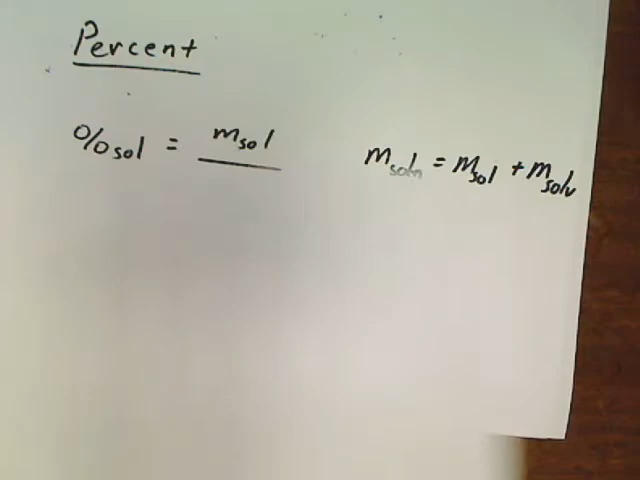 Percent
%sol = msol
msoln = msol + msolv